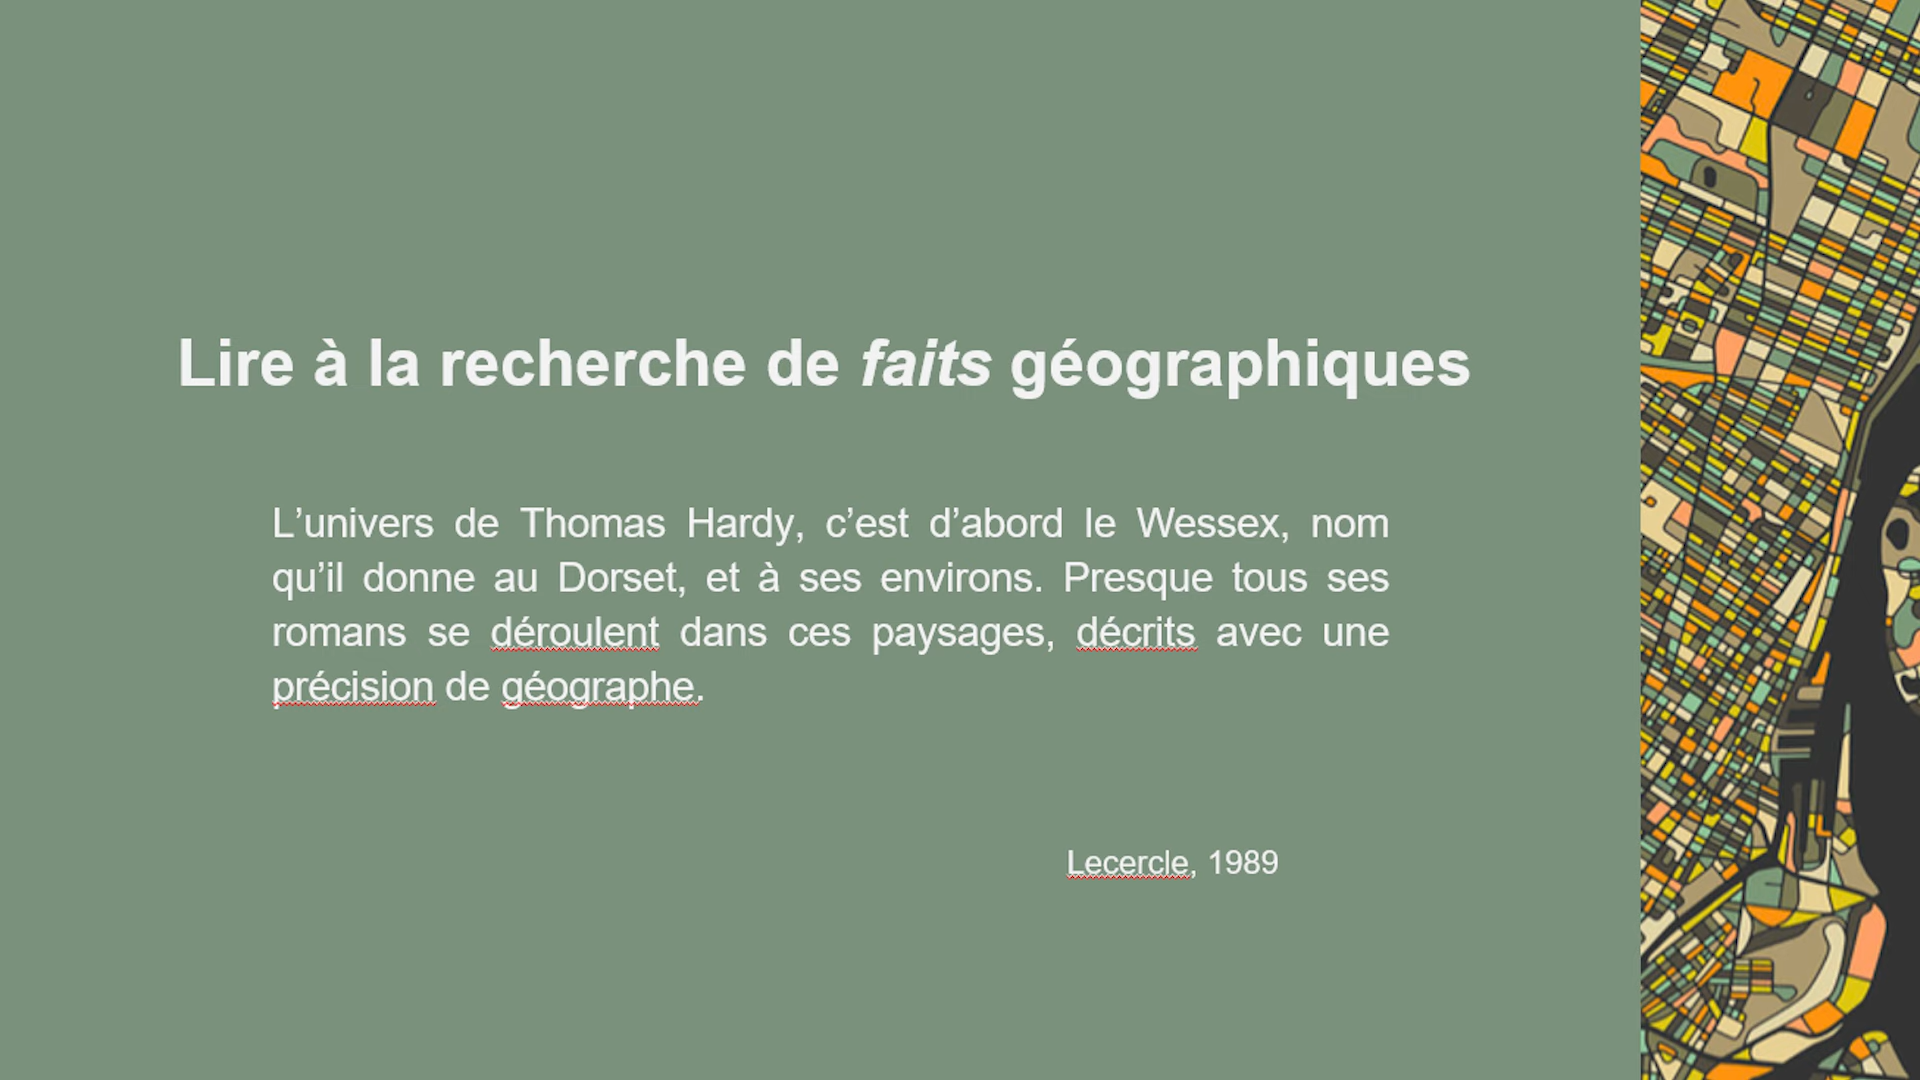 Lire à la recherche de faits géographiques
L’univers de Thomas Hardy, c’est d’abord le Wessex, nom
qu’il donne au Dorset, et à ses environs. Presque tous ses
romans se déroulent dans ces paysages, décrits avec une
précision de géographe.
Lecercle, 1989